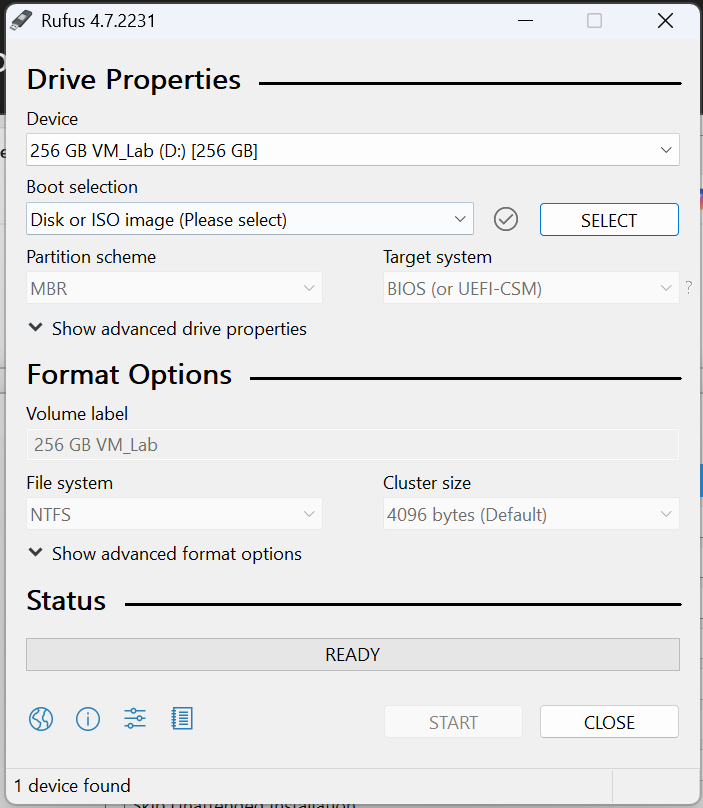 Rufus 4.7.2231
Drive Properties
Device
256 GB VM_Lab (D:) [256 GB]
Boot selection
Disk or ISO image (Please select)
SELECT
Partition scheme
Target system
MBR
BIOS (or UEFI-CSM)
?
Show advanced drive properties
Format Options
Volume label
256 GB VM_Lab
File system
Cluster size
NTFS
4096 bytes (Default)
Show advanced format options
Status
READY
START
CLOSE
1 device found